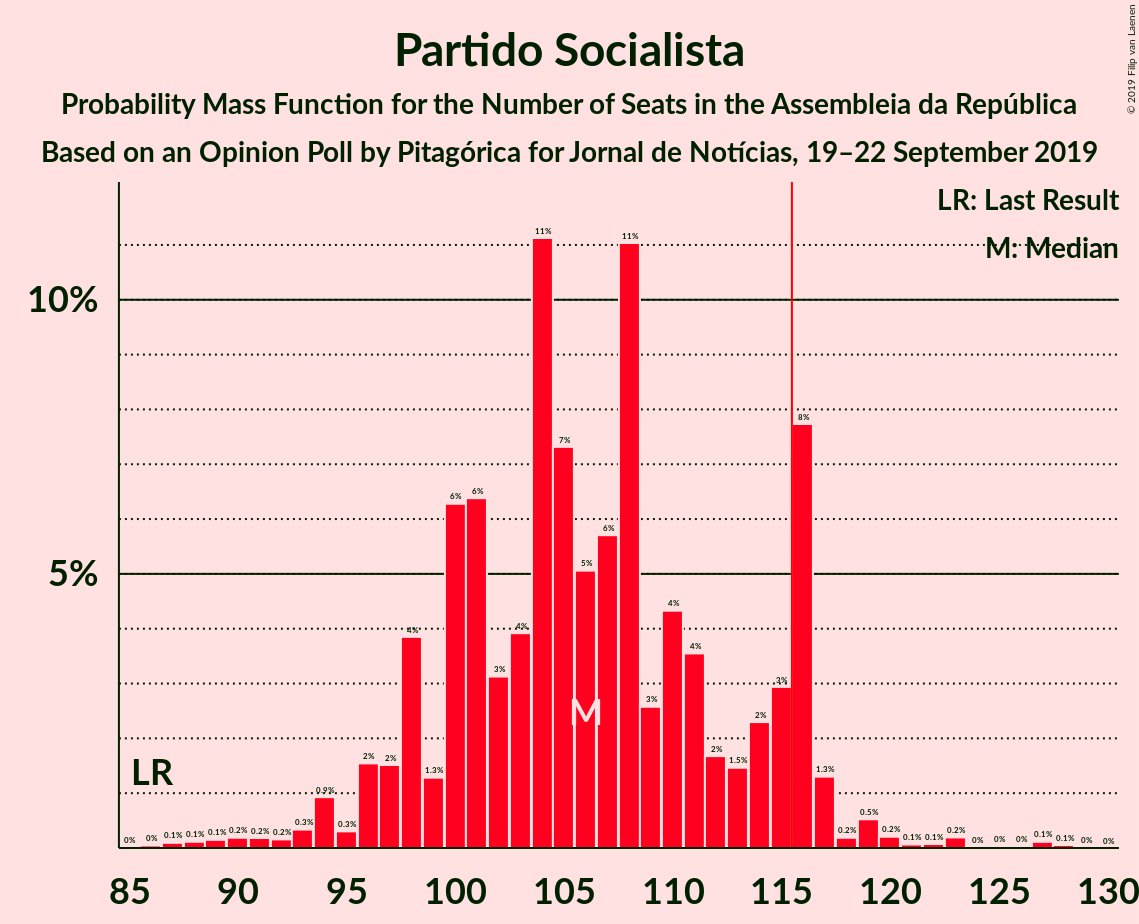 Partido Socialista
Probability Mass Function for the Number of Seats in the Assembleia da República
Based on an Opinion Poll by Pitagórica for Jornal de Notícias, 19–22 September 2019
© 2019 Filip van Laenen
LR: Last Result
M: Median
10%
5%
LR
M
0% 0% 0.1% 0.1% 0.1% 0.2% 0.2% 0.2% 0.3% 0.9% 0.3% 2% 2% 4% 1.3% 6% 6% 3% 4% 11% 7% 5% 6% 11% 3% 4% 4% 2% 1.5% 2% 3% 8% 1.3% 0.2% 0.5% 0.2% 0.1% 0.1% 0.2% 0% 0% 0% 0.1% 0.1% 0% 0%
85 90 95 100 105 110 115 120 125 130